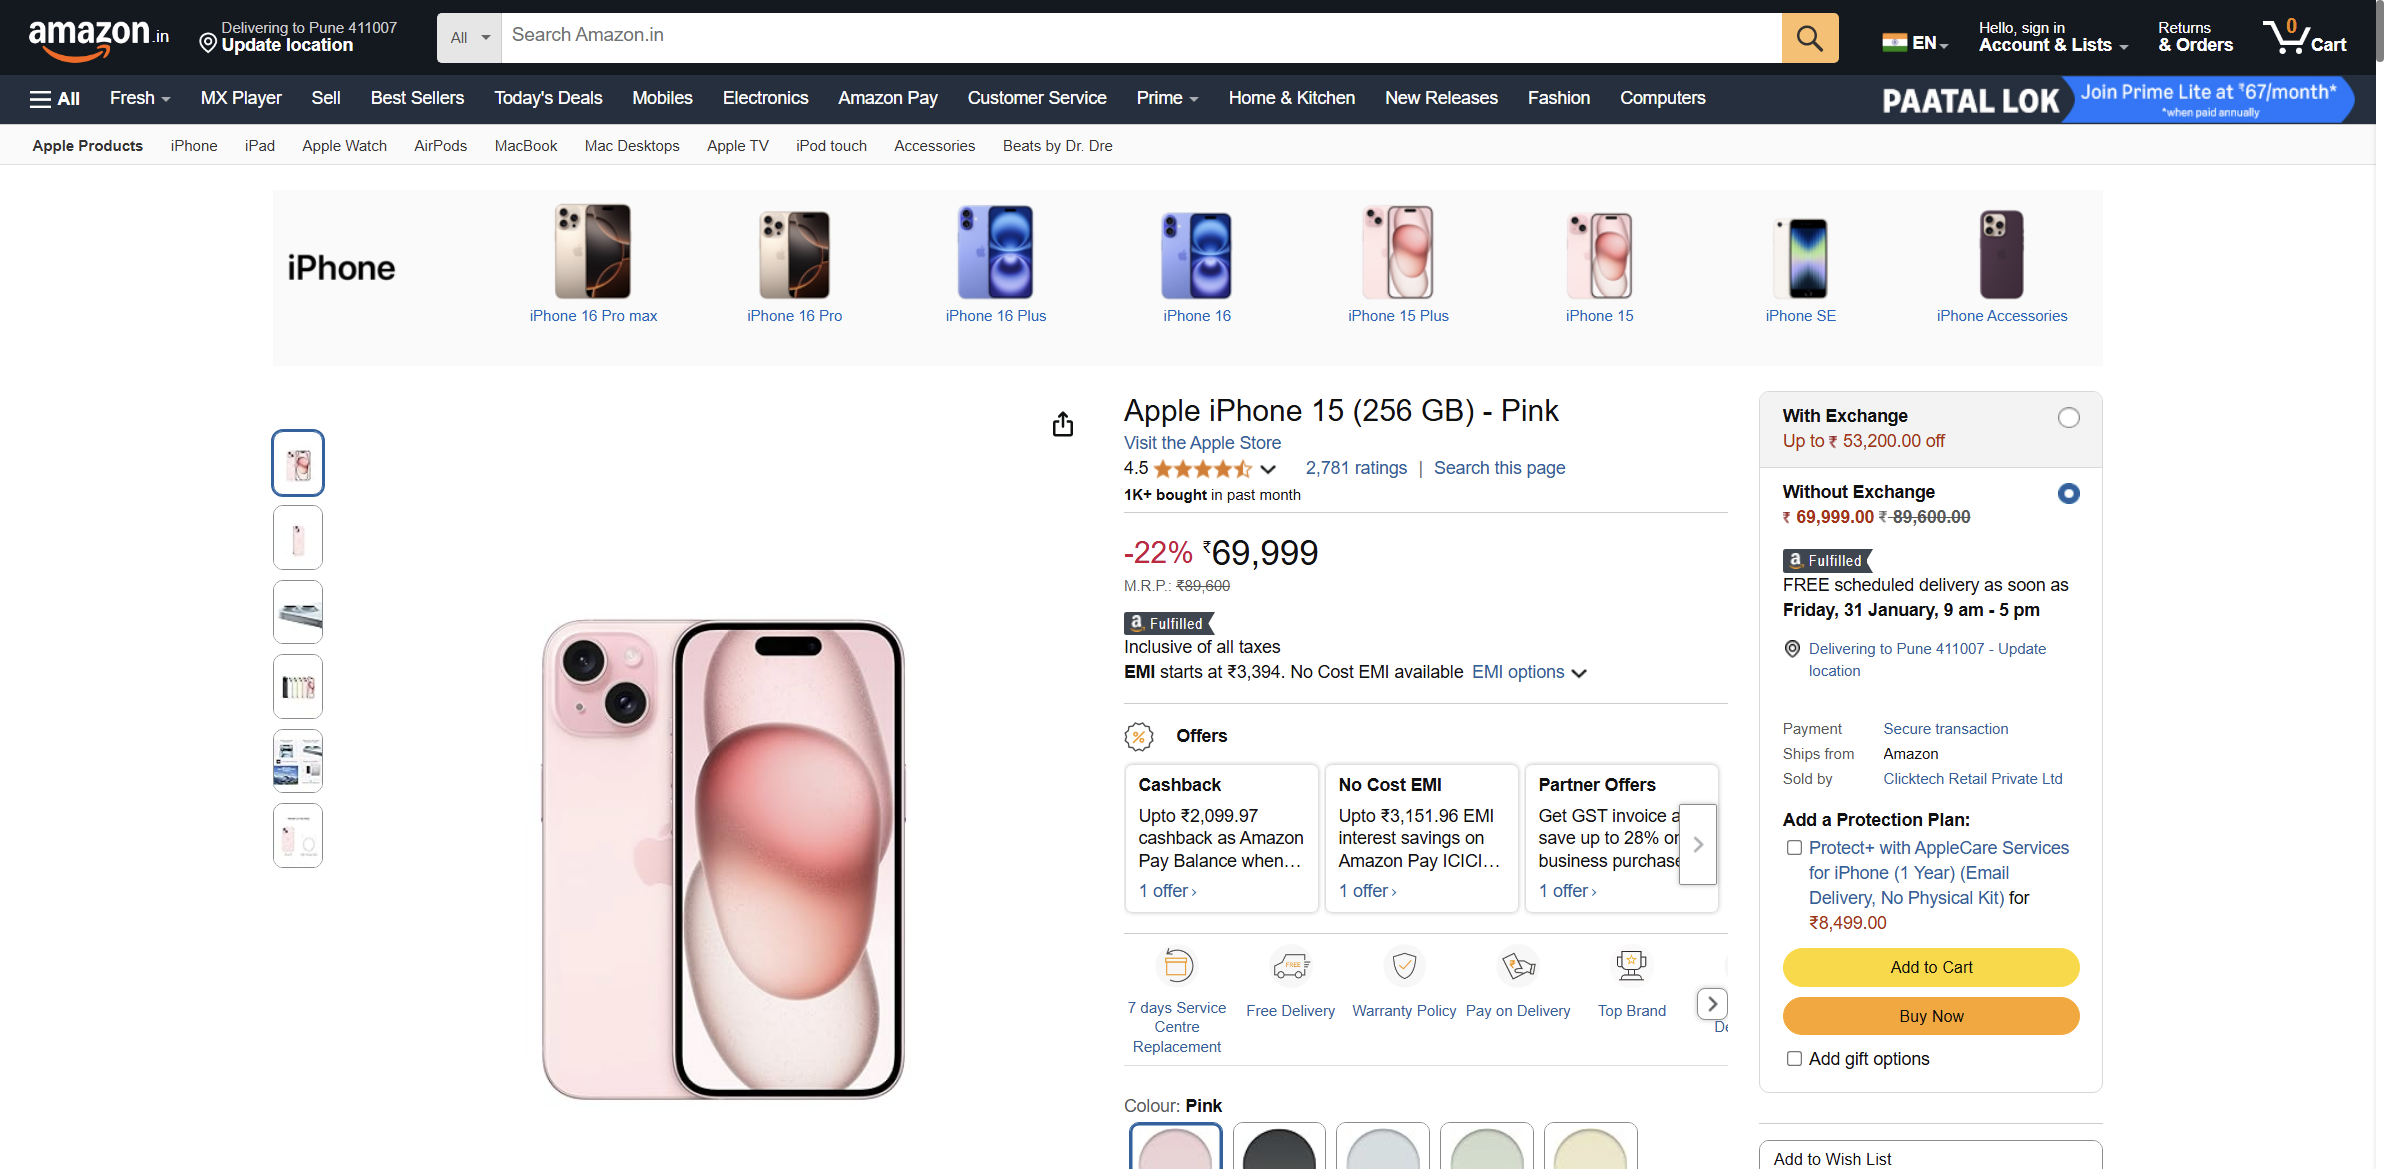 amazon.in
Delivering to Pune 411007
Update location
All
Search Amazon.in
EN
Hello, sign in
Account & Lists
Returns
& Orders
0
Cart
All
Fresh
MX Player
Sell
Best Sellers
Today's Deals
Mobiles
Electronics
Amazon Pay
Customer Service
Prime
Home & Kitchen
New Releases
Fashion
Computers
PAATAL LOK
Join Prime Lite at ₹67/month*
*when paid annually
Apple Products
iPhone
iPad
Apple Watch
AirPods
MacBook
Mac Desktops
Apple TV
iPod touch
Accessories
Beats by Dr. Dre
iPhone
iPhone 16 Pro max
iPhone 16 Pro
iPhone 16 Plus
iPhone 16
iPhone 15 Plus
iPhone 15
iPhone SE
iPhone Accessories
Apple iPhone 15 (256 GB) - Pink
Visit the Apple Store
4.5
2,781 ratings | Search this page
1K+ bought in past month
-22% ₹69,999
M.R.P.: ₹89,600
a Fulfilled
Inclusive of all taxes
EMI starts at ₹3,394. No Cost EMI available EMI options
% Offers
Cashback
Upto ₹2,099.97
cashback as Amazon
Pay Balance when…
1 offer ›
No Cost EMI
Upto ₹3,151.96 EMI
interest savings on
Amazon Pay ICICI…
1 offer ›
Partner Offers
Get GST invoice a
save up to 28% on
business purchase
1 offer ›
7 days Service
Centre
Replacement
FREE
Free Delivery
Warranty Policy
₹
Pay on Delivery
Top Brand
De
Colour: Pink
With Exchange
Up to ₹ 53,200.00 off
Without Exchange
₹ 69,999.00 ₹ 89,600.00
a Fulfilled
FREE scheduled delivery as soon as
Friday, 31 January, 9 am - 5 pm
Delivering to Pune 411007 - Update
location
Payment Secure transaction
Ships from Amazon
Sold by Clicktech Retail Private Ltd
Add a Protection Plan:
Protect+ with AppleCare Services
for iPhone (1 Year) (Email
Delivery, No Physical Kit) for
₹8,499.00
Add to Cart
Buy Now
Add gift options
Add to Wish List